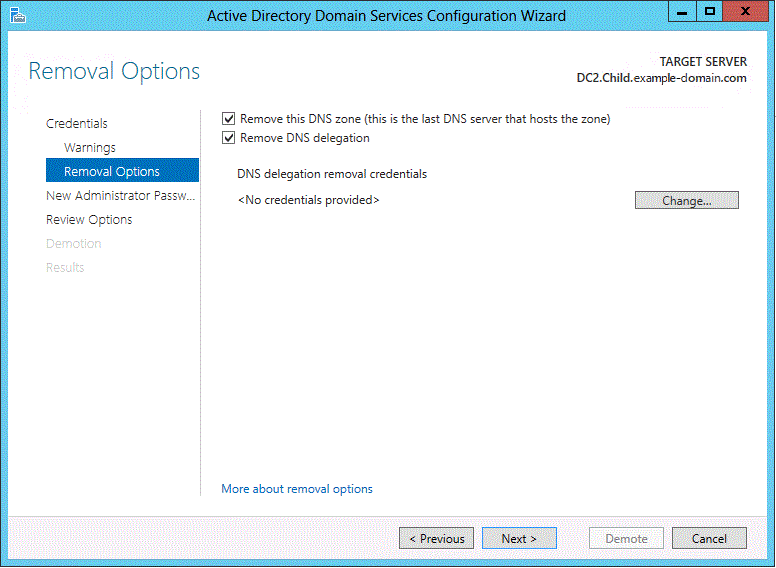 Active Directory Domain Services Configuration Wizard
Removal Options
TARGET SERVER
DC2.Child.example-domain.com
Credentials
Warnings
Removal Options
New Administrator Passw...
Review Options
Demotion
Results
Remove this DNS zone (this is the last DNS server that hosts the zone)
Remove DNS delegation
DNS delegation removal credentials
<No credentials provided>
Change...
More about removal options
< Previous
Next >
Demote
Cancel